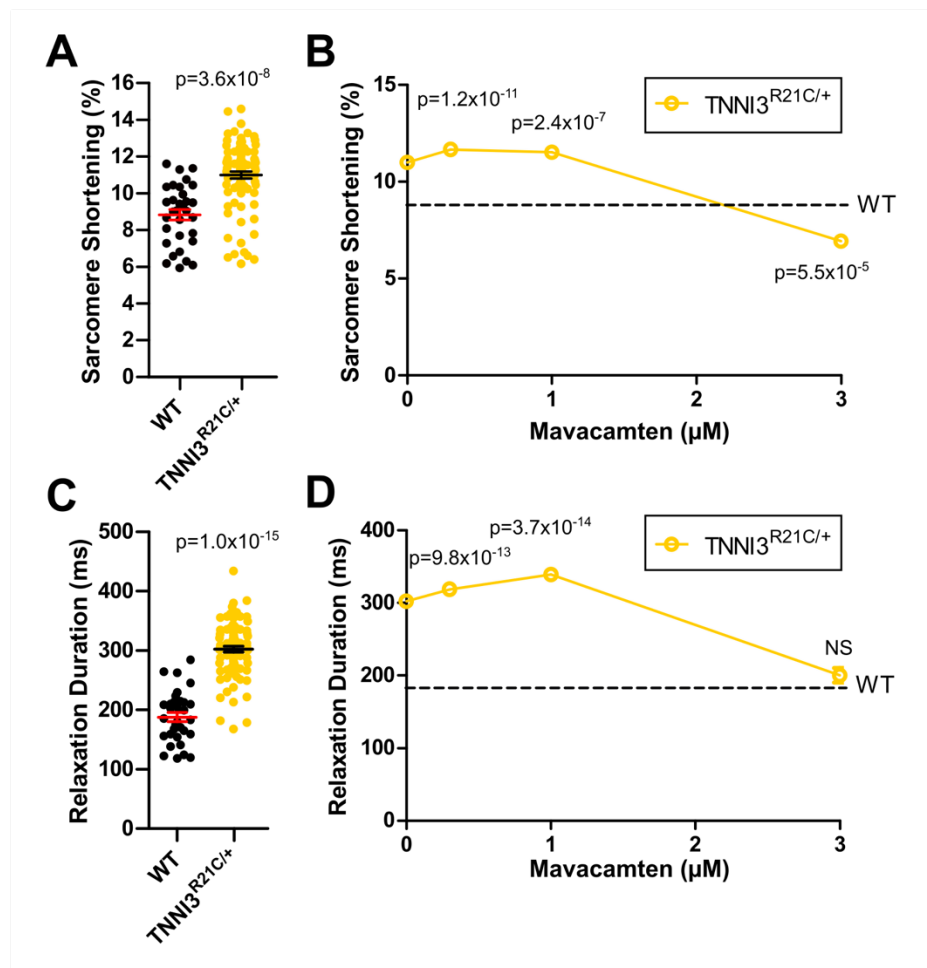 A
p=3.6x10⁻⁸
Sarcomere Shortening (%)
16
14
12
10
8
6
4
2
0
WT
TNNI3R21C/+
B
TNNI3R21C/+
p=1.2x10⁻¹¹
p=2.4x10⁻⁷
Sarcomere Shortening (%)
15
10
5
0
WT
p=5.5x10⁻⁵
0
1
2
3
Mavacamten (µM)
C
p=1.0x10⁻¹⁵
Relaxation Duration (ms)
500
400
300
200
100
0
WT
TNNI3R21C/+
D
TNNI3R21C/+
p=9.8x10⁻¹³
p=3.7x10⁻¹⁴
Relaxation Duration (ms)
400
300
200
100
0
NS
WT
0
1
2
3
Mavacamten (µM)